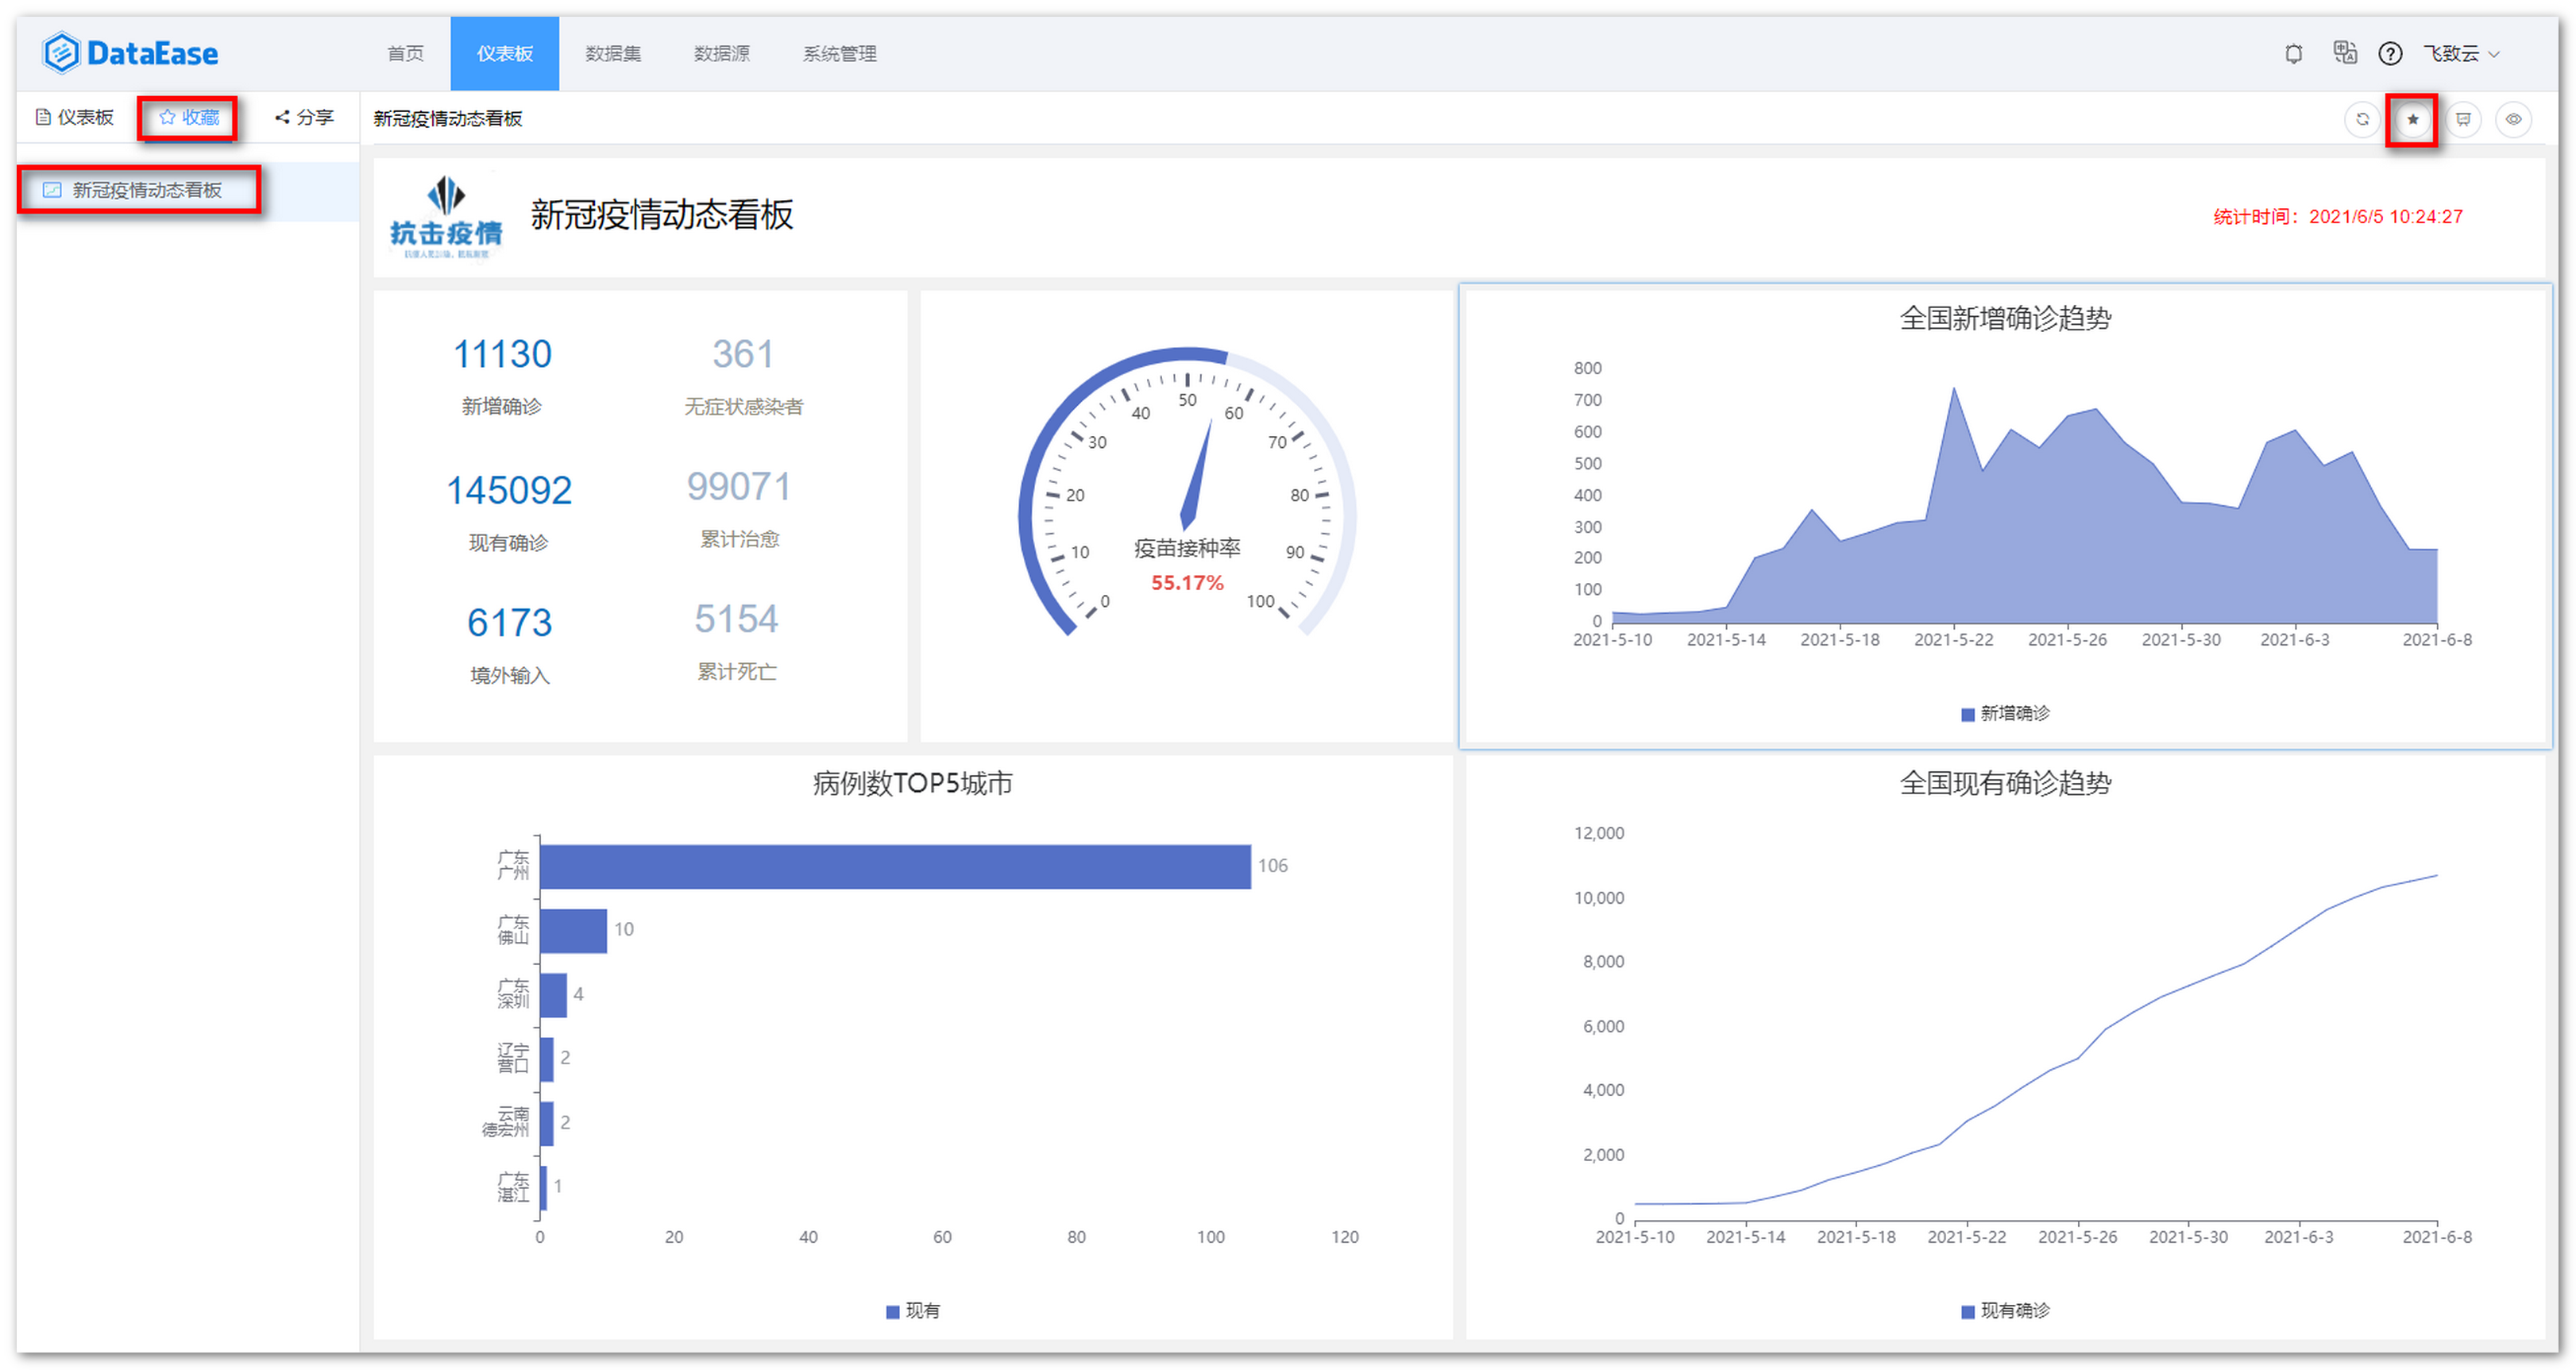 DataEase
首页
仪表板
数据集
数据源
系统管理
飞致云
仪表板
收藏
分享
新冠疫情动态看板
新冠疫情动态看板
抗击疫情
新冠疫情动态看板
统计时间：2021/6/5 10:24:27
11130
新增确诊
361
无症状感染者
145092
现有确诊
99071
累计治愈
6173
境外输入
5154
累计死亡
0
10
20
30
40
50
60
70
80
90
100
疫苗接种率
55.17%
全国新增确诊趋势
800
700
600
500
400
300
200
100
0
2021-5-10
2021-5-14
2021-5-18
2021-5-22
2021-5-26
2021-5-30
2021-6-3
2021-6-8
新增确诊
病例数TOP5城市
广东
广州
106
广东
佛山
10
广东
深圳
4
辽宁
营口
2
云南
德宏州
2
广东
湛江
1
0
20
40
60
80
100
120
现有
全国现有确诊趋势
12,000
10,000
8,000
6,000
4,000
2,000
0
2021-5-10
2021-5-14
2021-5-18
2021-5-22
2021-5-26
2021-5-30
2021-6-3
2021-6-8
现有确诊